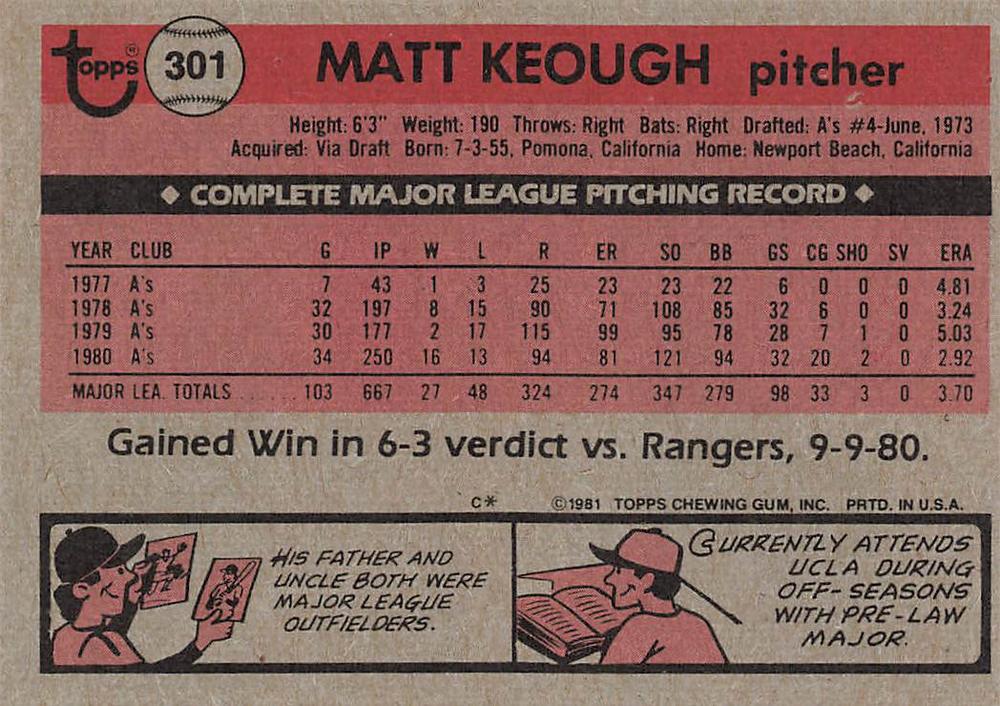 Topps® 301 MATT KEOUGH pitcher
Height: 6'3" Weight: 190 Throws: Right Bats: Right Drafted: A's #4-June, 1973
Acquired: Via Draft Born: 7-3-55, Pomona, California Home: Newport Beach, California
◆ COMPLETE MAJOR LEAGUE PITCHING RECORD ◆
YEAR CLUB G IP W L R ER SO BB GS CG SHO SV ERA
1977 A's 7 43 1 3 25 23 23 22 6 0 0 0 4.81
1978 A's 32 197 8 15 90 71 108 85 32 6 0 0 3.24
1979 A's 30 177 2 17 115 99 95 78 28 7 1 0 5.03
1980 A's 34 250 16 13 94 81 121 94 32 20 2 0 2.92
MAJOR LEA. TOTALS ...... 103 667 27 48 324 274 347 279 98 33 3 0 3.70
Gained Win in 6-3 verdict vs. Rangers, 9-9-80.
C* ©1981 TOPPS CHEWING GUM, INC. PRTD. IN U.S.A.
HIS FATHER AND
UNCLE BOTH WERE
MAJOR LEAGUE
OUTFIELDERS.
CURRENTLY ATTENDS
UCLA DURING
OFF-SEASONS
WITH PRE-LAW
MAJOR.